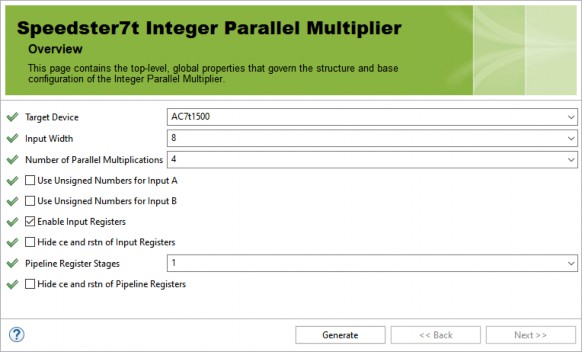 Speedster7t Integer Parallel Multiplier
Overview
This page contains the top-level, global properties that govern the structure and base
configuration of the Integer Parallel Multiplier.
Target Device AC7t1500
Input Width 8
Number of Parallel Multiplications 4
Use Unsigned Numbers for Input A
Use Unsigned Numbers for Input B
Enable Input Registers
Hide ce and rstn of Input Registers
Pipeline Register Stages 1
Hide ce and rstn of Pipeline Registers
? Generate << Back Next >>